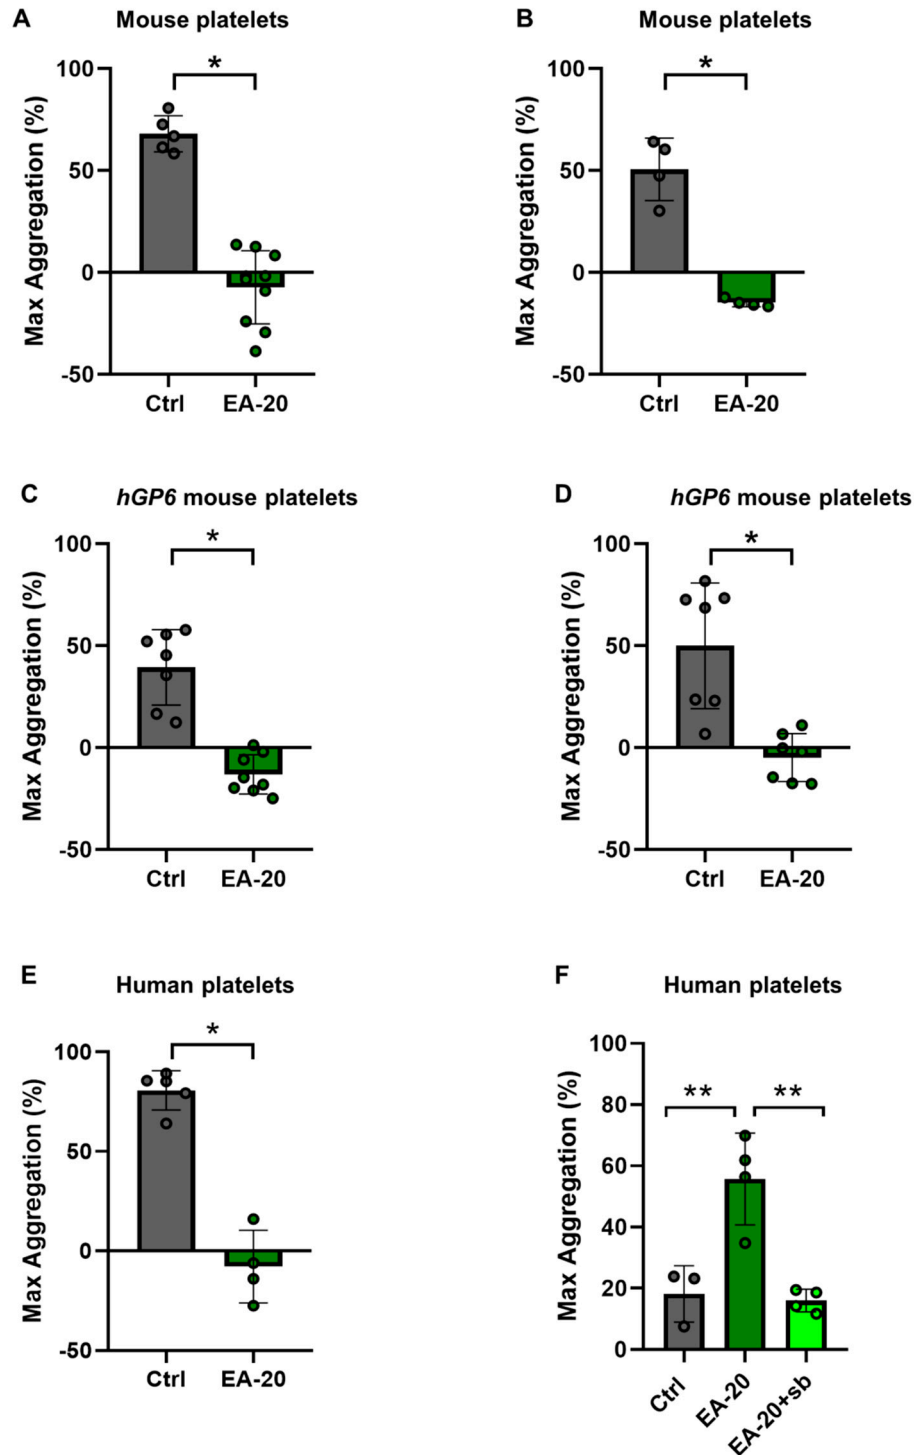 A
Mouse platelets
Max Aggregation (%)
100
50
0
-50
*
Ctrl
EA-20
B
Mouse platelets
Max Aggregation (%)
100
50
0
-50
*
Ctrl
EA-20
C
hGP6 mouse platelets
Max Aggregation (%)
100
50
0
-50
*
Ctrl
EA-20
D
hGP6 mouse platelets
Max Aggregation (%)
100
50
0
-50
*
Ctrl
EA-20
E
Human platelets
Max Aggregation (%)
100
50
0
-50
*
Ctrl
EA-20
F
Human platelets
Max Aggregation (%)
100
80
60
40
20
0
**
**
Ctrl
EA-20
EA-20+sb